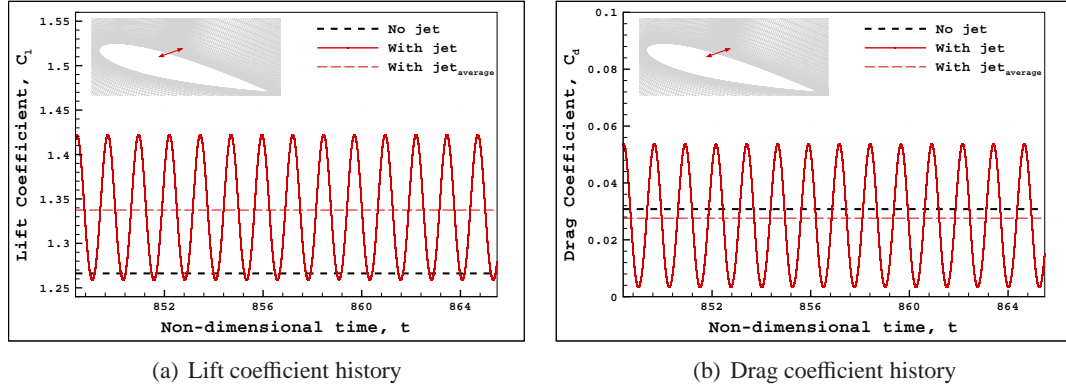 1.55
1.5
1.45
1.4
1.35
1.3
1.25
Lift Coefficient, C_l
No jet
With jet
With jet_average
852 856 860 864
Non-dimensional time, t
(a) Lift coefficient history
0.1
0.08
0.06
0.04
0.02
0
Drag Coefficient, C_d
No jet
With jet
With jet_average
852 856 860 864
Non-dimensional time, t
(b) Drag coefficient history